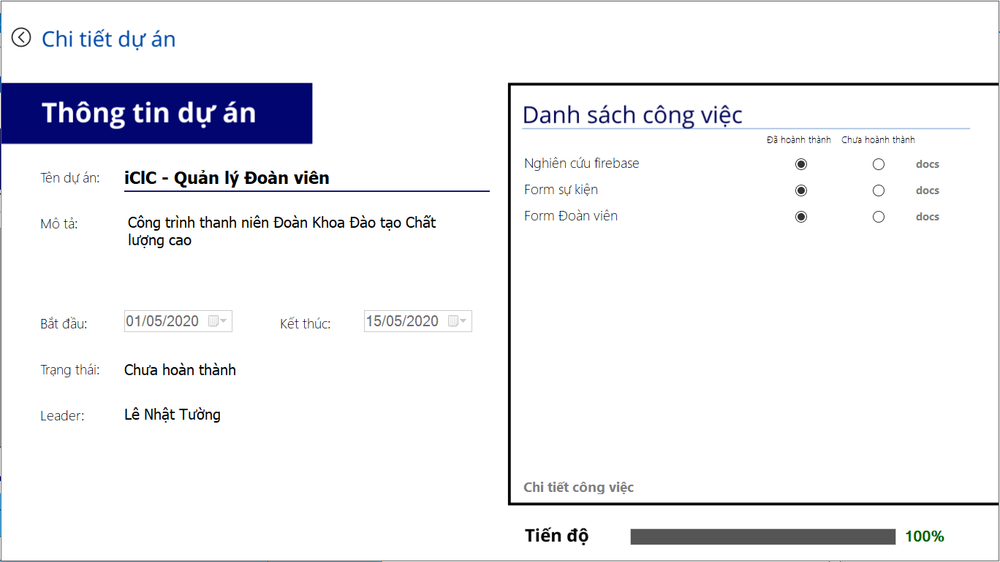 Chi tiết dự án
Thông tin dự án
Tên dự án: iClC - Quản lý Đoàn viên
Mô tả: Công trình thanh niên Đoàn Khoa Đào tạo Chất
lượng cao
Bắt đầu: 01/05/2020 Kết thúc: 15/05/2020
Trạng thái: Chưa hoàn thành
Leader: Lê Nhật Tường
Danh sách công việc
Đã hoành thành Chưa hoành thành
Nghiên cứu firebase docs
Form sự kiện docs
Form Đoàn viên docs
Chi tiết công việc
Tiến độ 100%